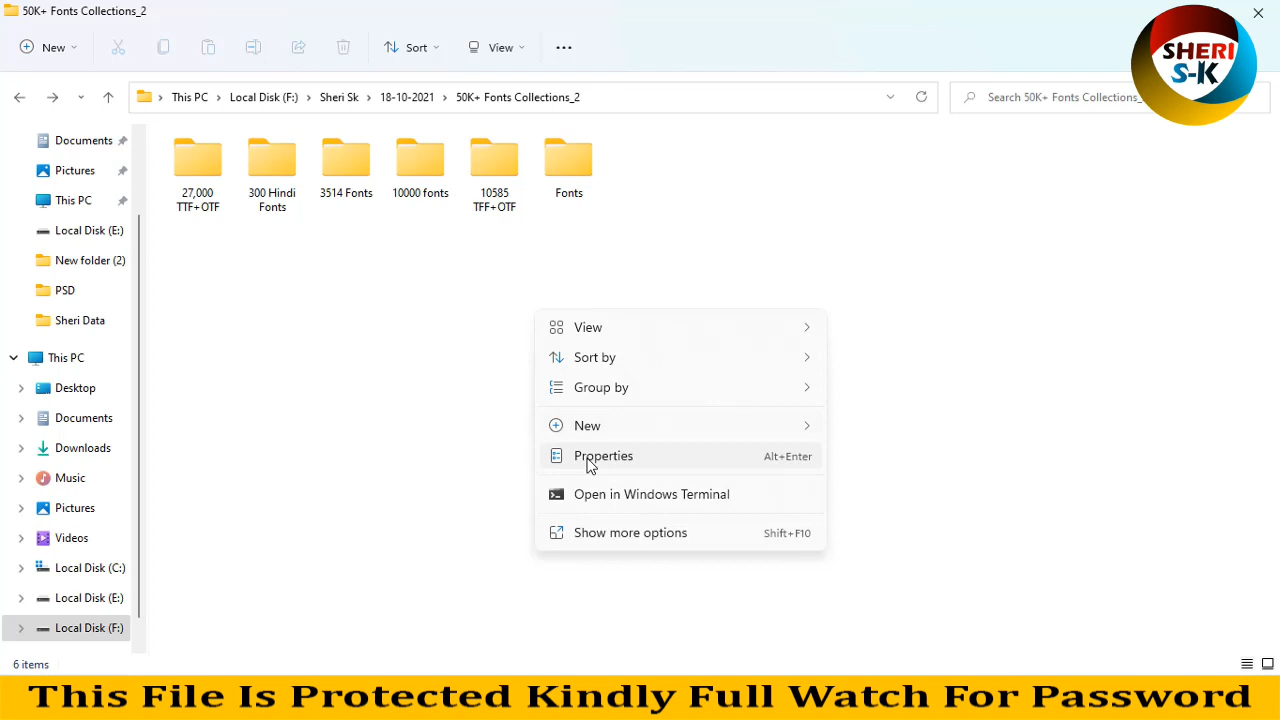 50K+ Fonts Collections_2
New
Sort
View
SHERI
S-K
This PC > Local Disk (F:) > Sheri Sk > 18-10-2021 > 50K+ Fonts Collections_2
Search 50K+ Fonts Collections_
Documents
Pictures
This PC
Local Disk (E:)
New folder (2)
PSD
Sheri Data
This PC
Desktop
Documents
Downloads
Music
Pictures
Videos
Local Disk (C:)
Local Disk (E:)
Local Disk (F:)
27,000
TTF+OTF
300 Hindi
Fonts
3514 Fonts
10000 fonts
10585
TFF+OTF
Fonts
View
Sort by
Group by
New
Properties Alt+Enter
Open in Windows Terminal
Show more options Shift+F10
6 items
This File Is Protected Kindly Full Watch For Password